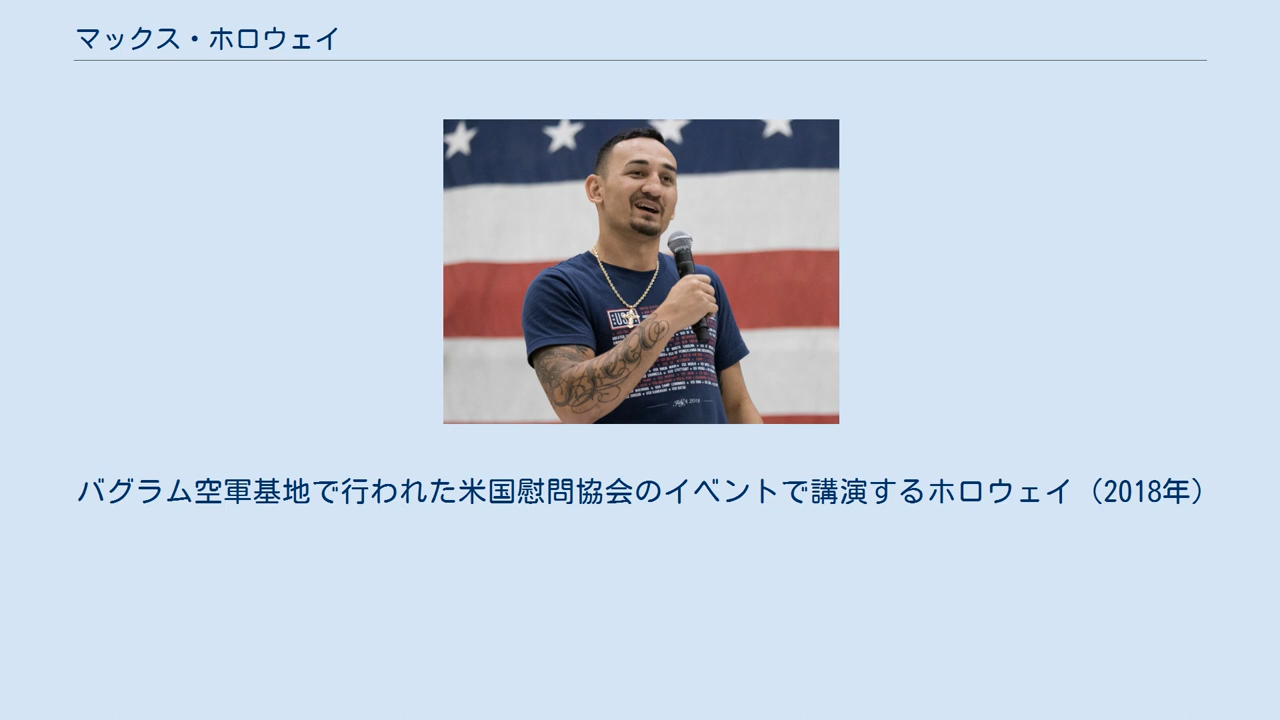 マックス・ホロウェイ
バグラム空軍基地で行われた米国慰問協会のイベントで講演するホロウェイ（2018年）